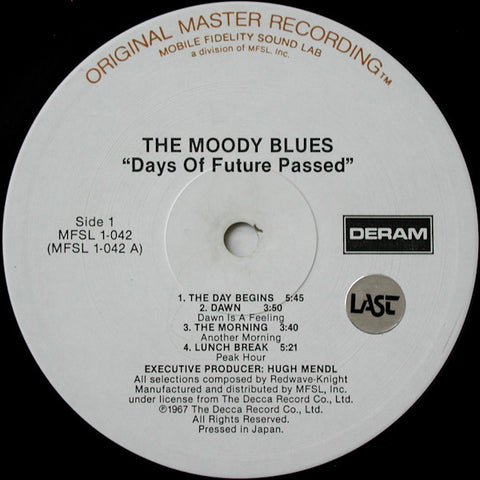 ORIGINAL MASTER RECORDING™
MOBILE FIDELITY SOUND LAB
a division of MFSL, Inc.
THE MOODY BLUES
“Days Of Future Passed”
Side 1
MFSL 1-042
(MFSL 1-042 A)
DERAM
LAST
1. THE DAY BEGINS 5:45
2. DAWN 3:50
Dawn Is A Feeling
3. THE MORNING 3:40
Another Morning
4. LUNCH BREAK 5:21
Peak Hour
EXECUTIVE PRODUCER: HUGH MENDL
All selections composed by Redwave-Knight
Manufactured and distributed by MFSL, Inc.
under license from The Decca Record Co., Ltd.
℗1967 The Decca Record Co., Ltd.
All Rights Reserved.
Pressed in Japan.